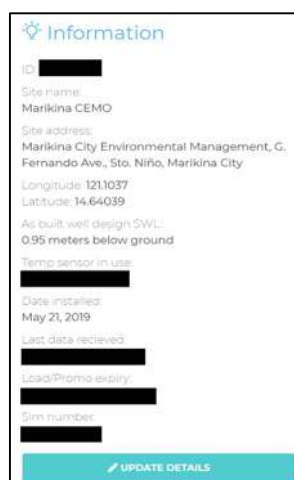 Information
ID
Site name:
Marikina CEMO
Site address:
Marikina City Environmental Management, G.
Fernando Ave., Sto. Niño, Marikina City
Longitude: 121.1037
Latitude: 14.64039
As built well design SWL:
0.95 meters below ground
Temp sensor in use:
Date installed:
May 21, 2019
Last data recieved:
Load/Promo expiry:
Sim number:
UPDATE DETAILS